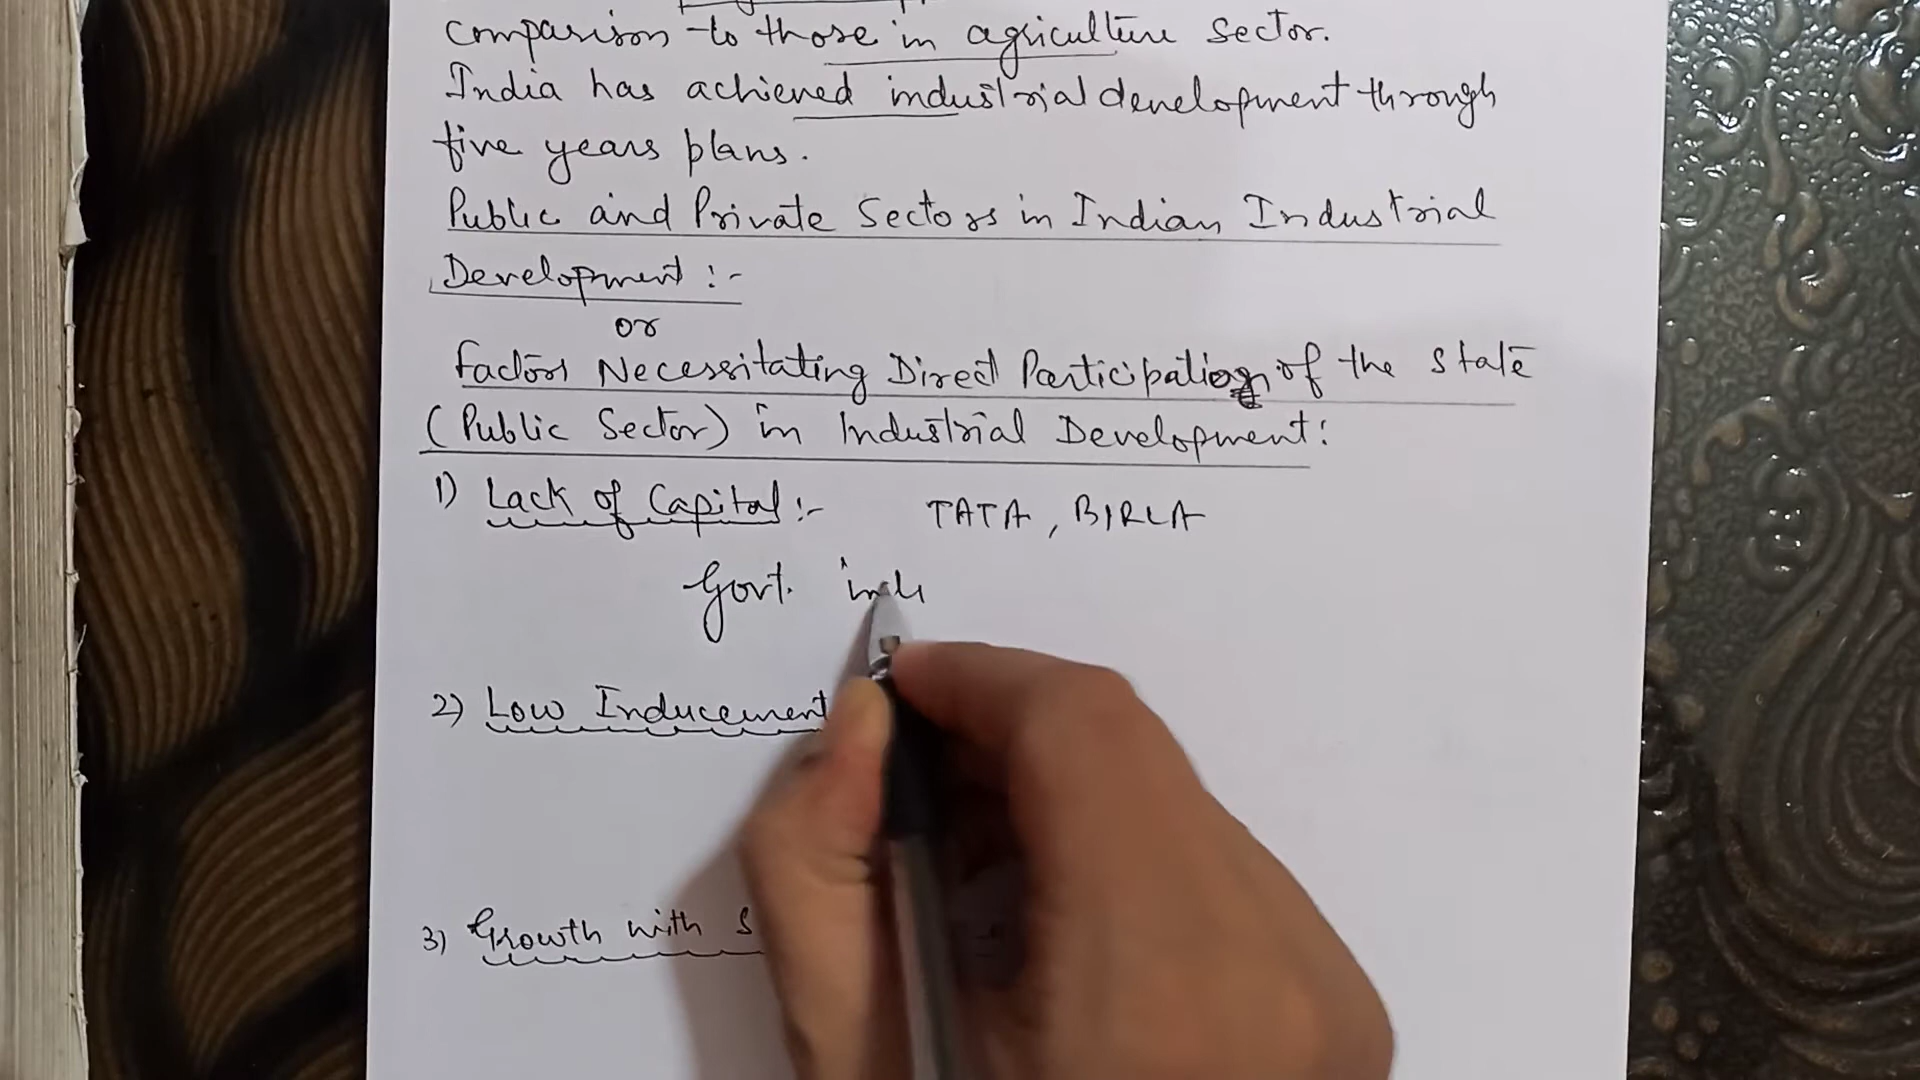 comparison to those in agriculture sector.
India has achieved industrial development through
five years plans.
Public and Private Sectors in Indian Industrial
Development :-
or
Factors Necessitating Direct Participation of the State
(Public Sector) in Industrial Development:
1) Lack of Capital :- TATA, BIRLA
Govt.
2) Low Inducement
3) Growth with S